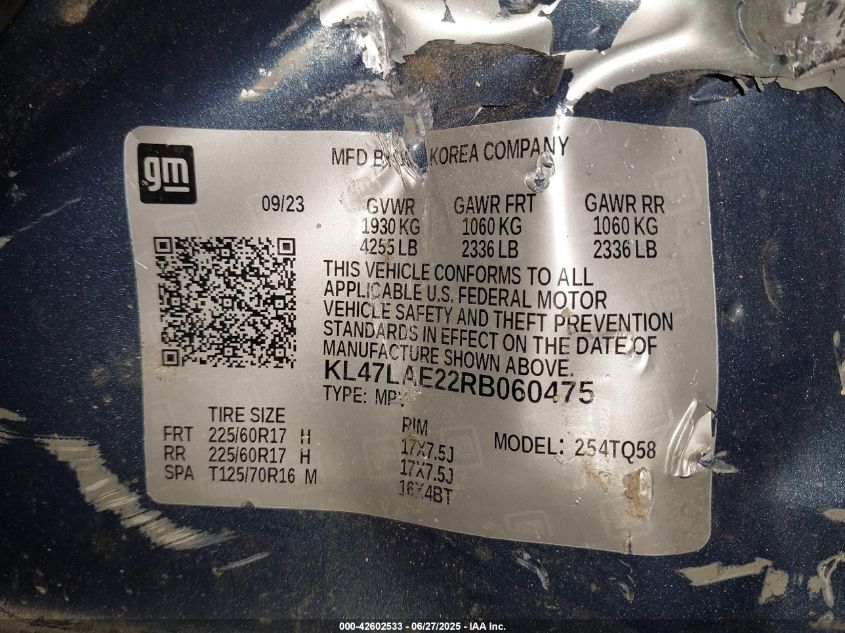 gm
MFD BY KOREA COMPANY
09/23
GVWR GAWR FRT GAWR RR
1930 KG 1060 KG 1060 KG
4255 LB 2336 LB 2336 LB
THIS VEHICLE CONFORMS TO ALL
APPLICABLE U.S. FEDERAL MOTOR
VEHICLE SAFETY AND THEFT PREVENTION
STANDARDS IN EFFECT ON THE DATE OF
MANUFACTURE SHOWN ABOVE.
KL47LAE22RB060475
TYPE: MPV
TIRE SIZE RIM
FRT 225/60R17 H 17X7.5J
RR 225/60R17 H 17X7.5J
SPA T125/70R16 M 16X4BT
MODEL: 254TQ58
000-42602533 - 06/27/2025 - IAA Inc.